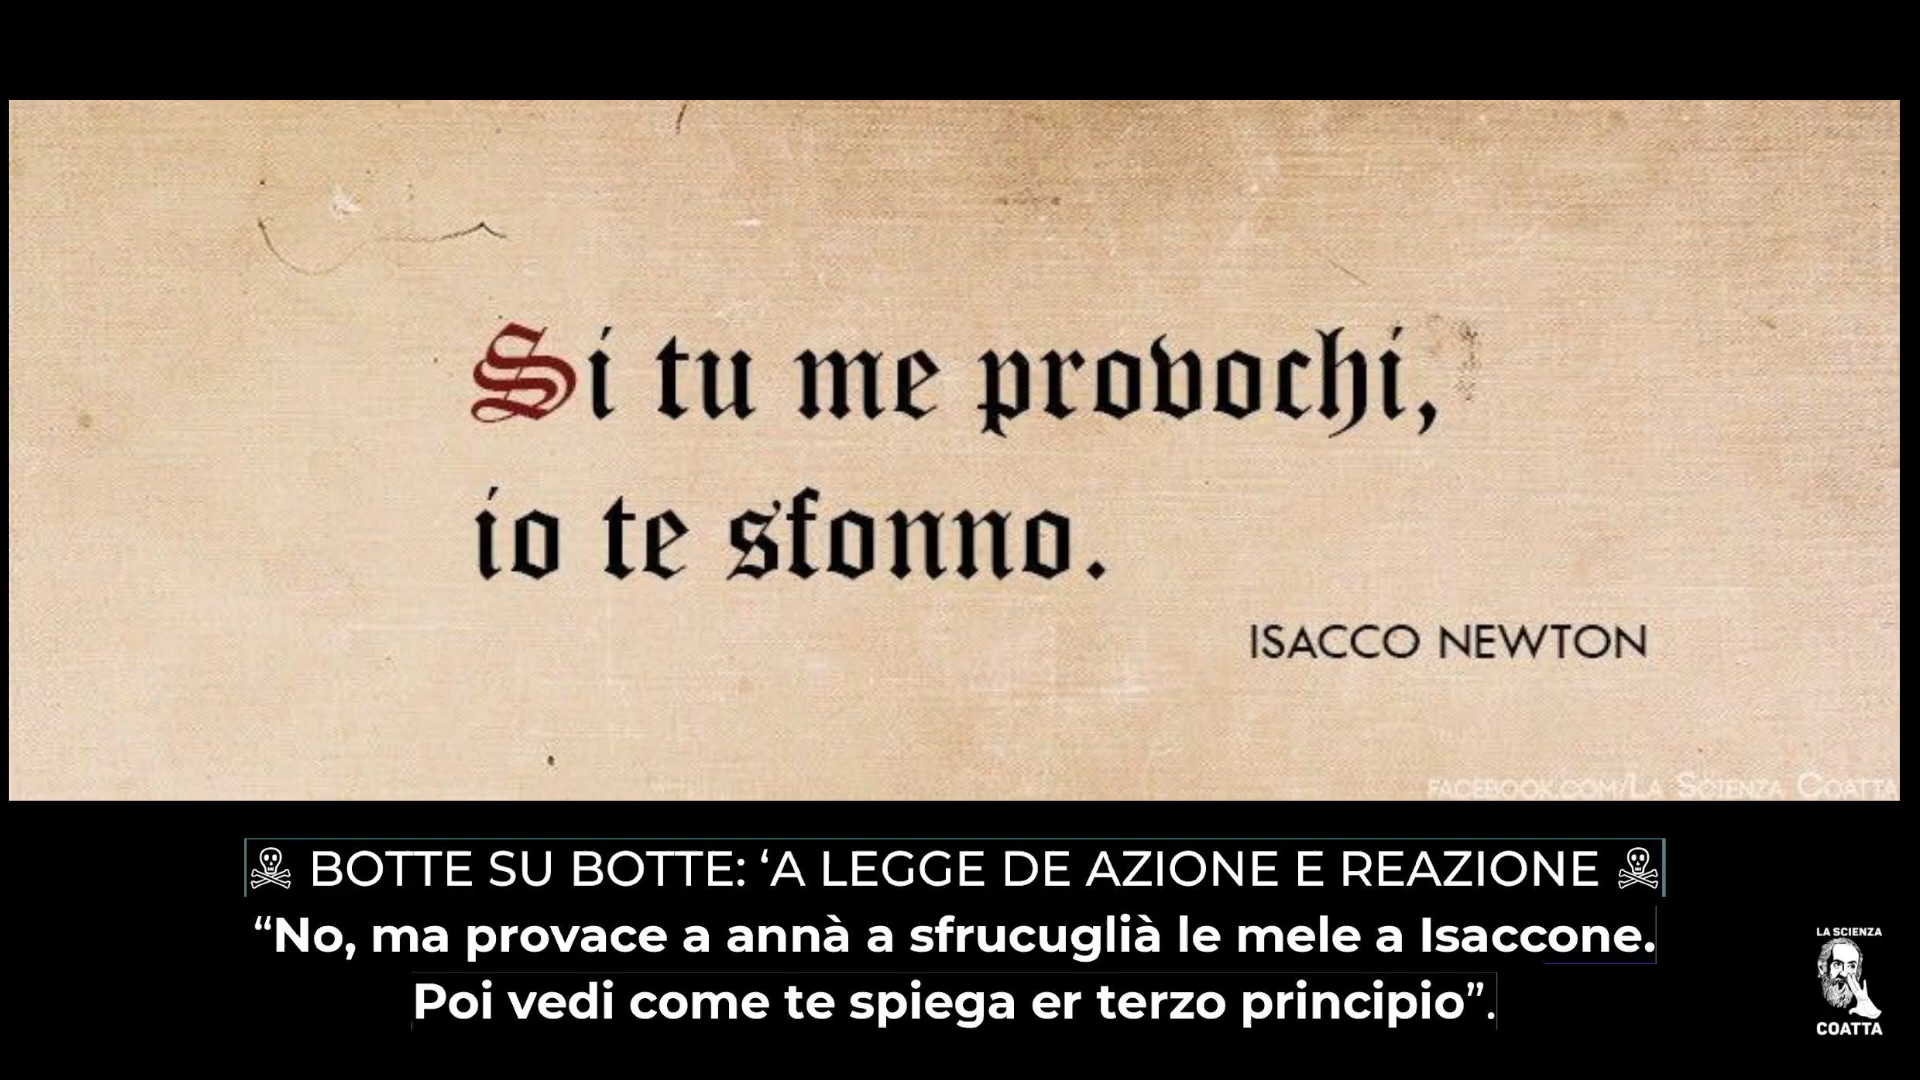 Si tu me provochi,
io te sfonno.
ISACCO NEWTON
FACEBOOK.COM/LA SCIENZA COATTA
☠ BOTTE SU BOTTE: ‘A LEGGE DE AZIONE E REAZIONE ☠
“No, ma provace a annà a sfrucuglià le mele a Isaccone.
Poi vedi come te spiega er terzo principio”.
LA SCIENZA
COATTA